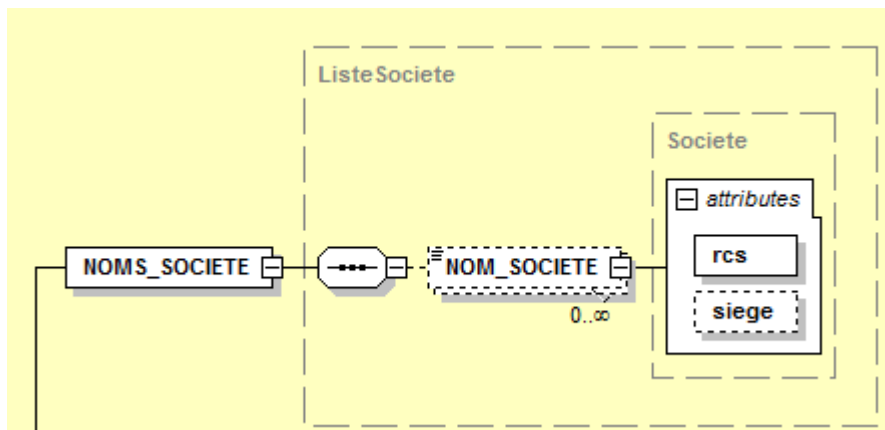 ListeSociete
Societe
attributes
NOMS_SOCIETE
NOM_SOCIETE
rcs
siege
0..∞